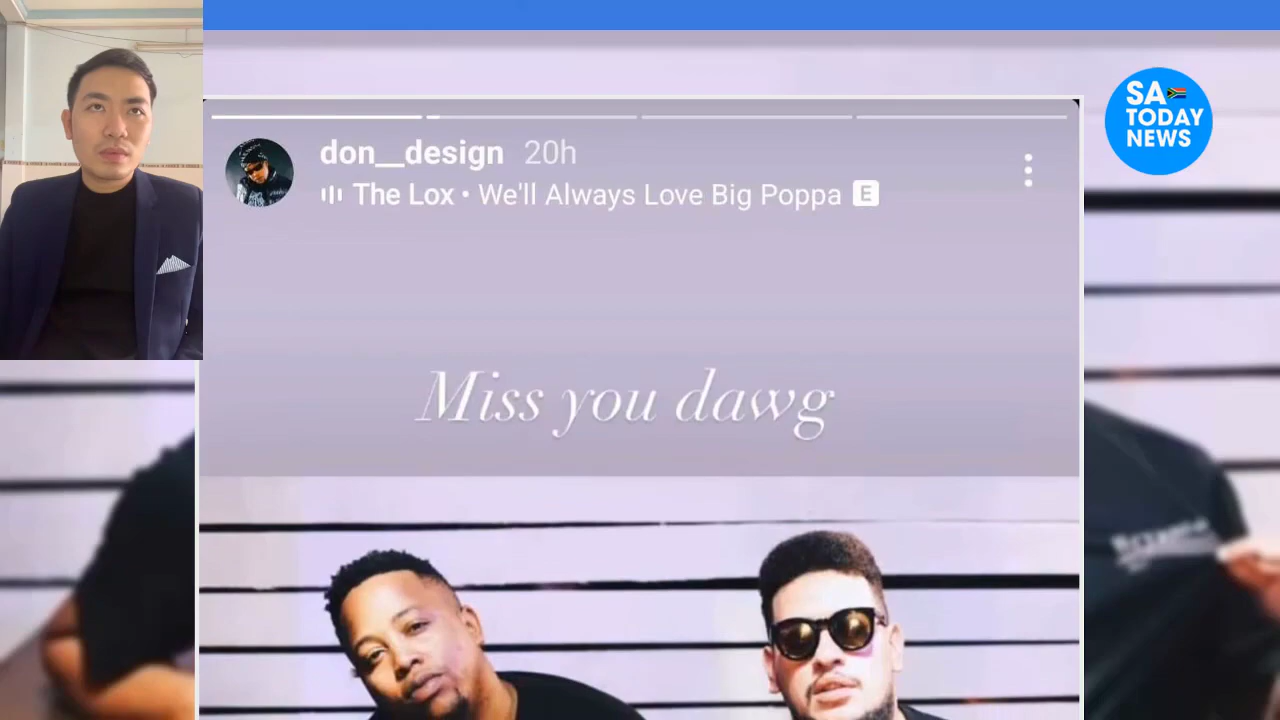 don__design 20h
The Lox • We'll Always Love Big Poppa E
SA
TODAY
NEWS
Miss you dawg